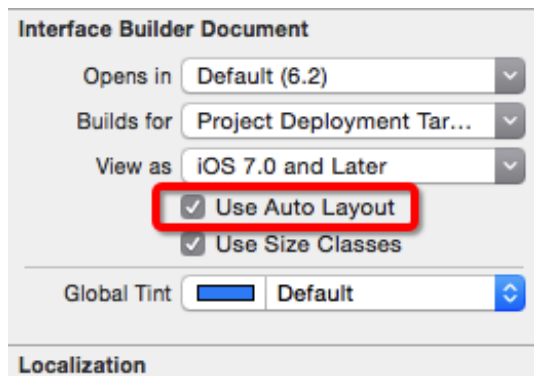 Interface Builder Document
Opens in Default (6.2)
Builds for Project Deployment Tar...
View as iOS 7.0 and Later
Use Auto Layout
Use Size Classes
Global Tint Default
Localization